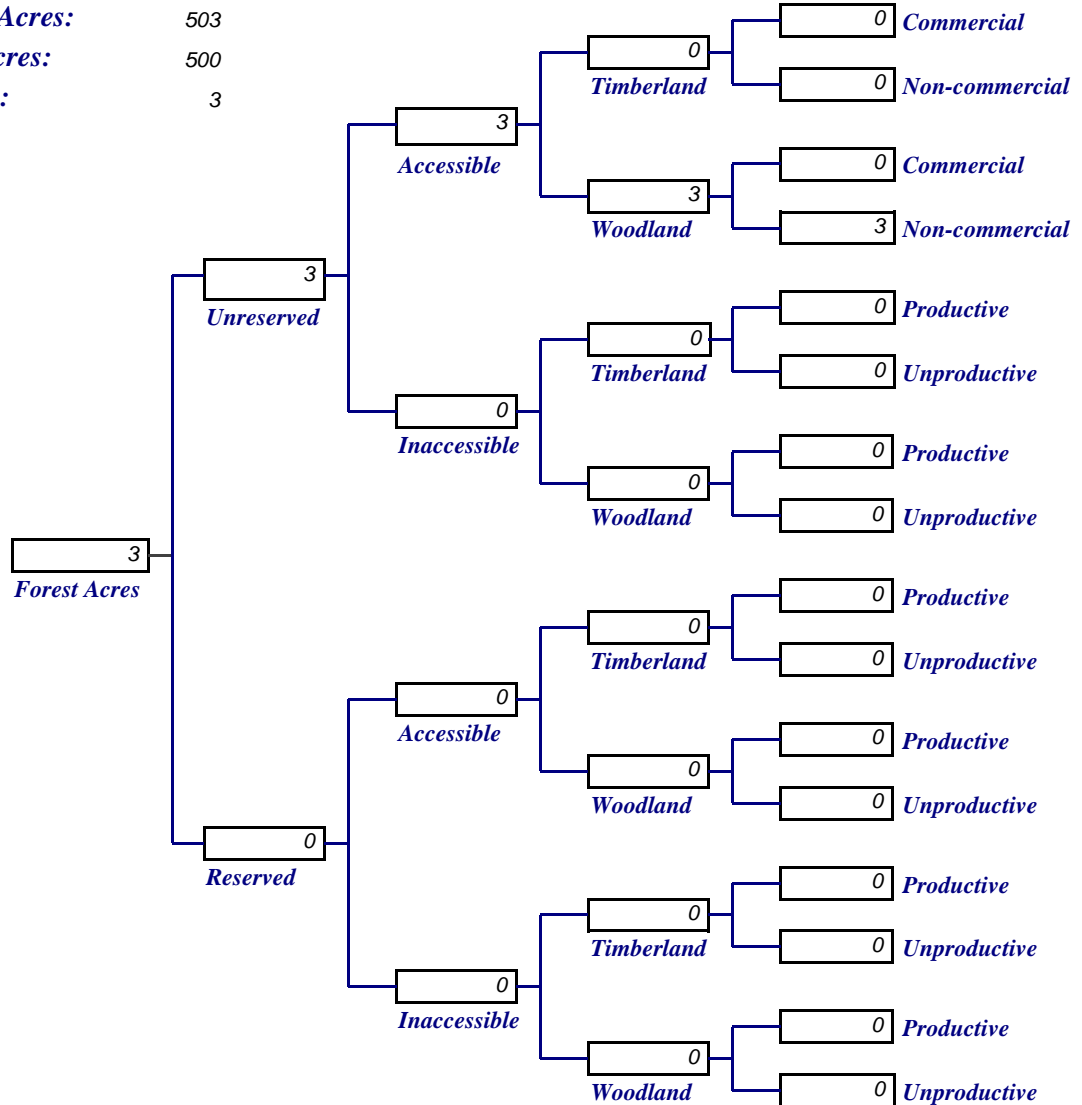 Acres: 503
cres: 500
: 3
0 Commercial
0
Timberland
0 Non-commercial
3
Accessible
0 Commercial
3
Woodland
3 Non-commercial
3
Unreserved
0 Productive
0
Timberland
0 Unproductive
0
Inaccessible
0 Productive
0
Woodland
0 Unproductive
3
Forest Acres
0 Productive
0
Timberland
0 Unproductive
0
Accessible
0 Productive
0
Woodland
0 Unproductive
0
Reserved
0 Productive
0
Timberland
0 Unproductive
0
Inaccessible
0 Productive
0
Woodland
0 Unproductive